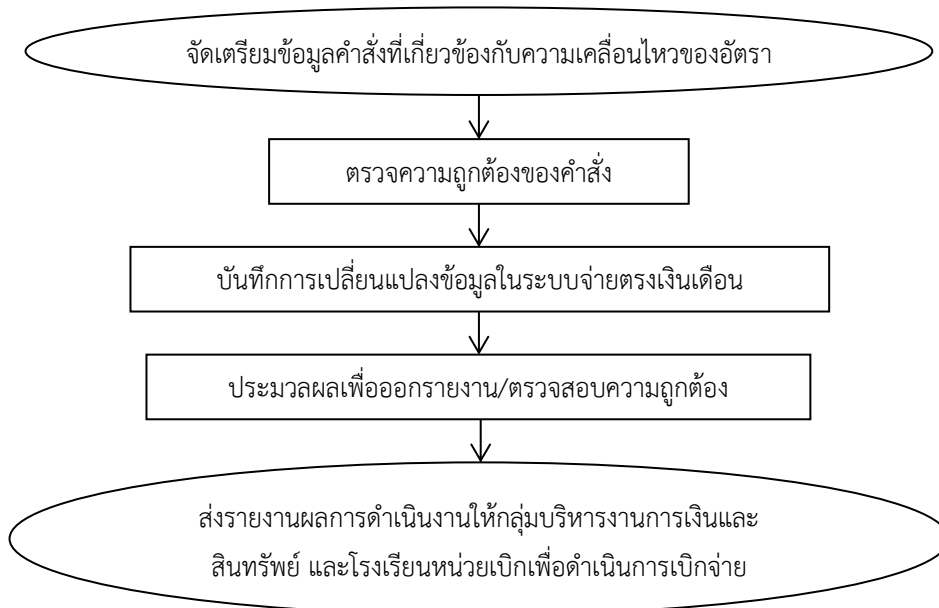 จัดเตรียมข้อมูลคำสั่งที่เกี่ยวข้องกับความเคลื่อนไหวของอัตรา
ตรวจความถูกต้องของคำสั่ง
บันทึกการเปลี่ยนแปลงข้อมูลในระบบจ่ายตรงเงินเดือน
ประมวลผลเพื่อออกรายงาน/ตรวจสอบความถูกต้อง
ส่งรายงานผลการดำเนินงานให้กลุ่มบริหารงานการเงินและ
สินทรัพย์ และโรงเรียนหน่วยเบิกเพื่อดำเนินการเบิกจ่าย